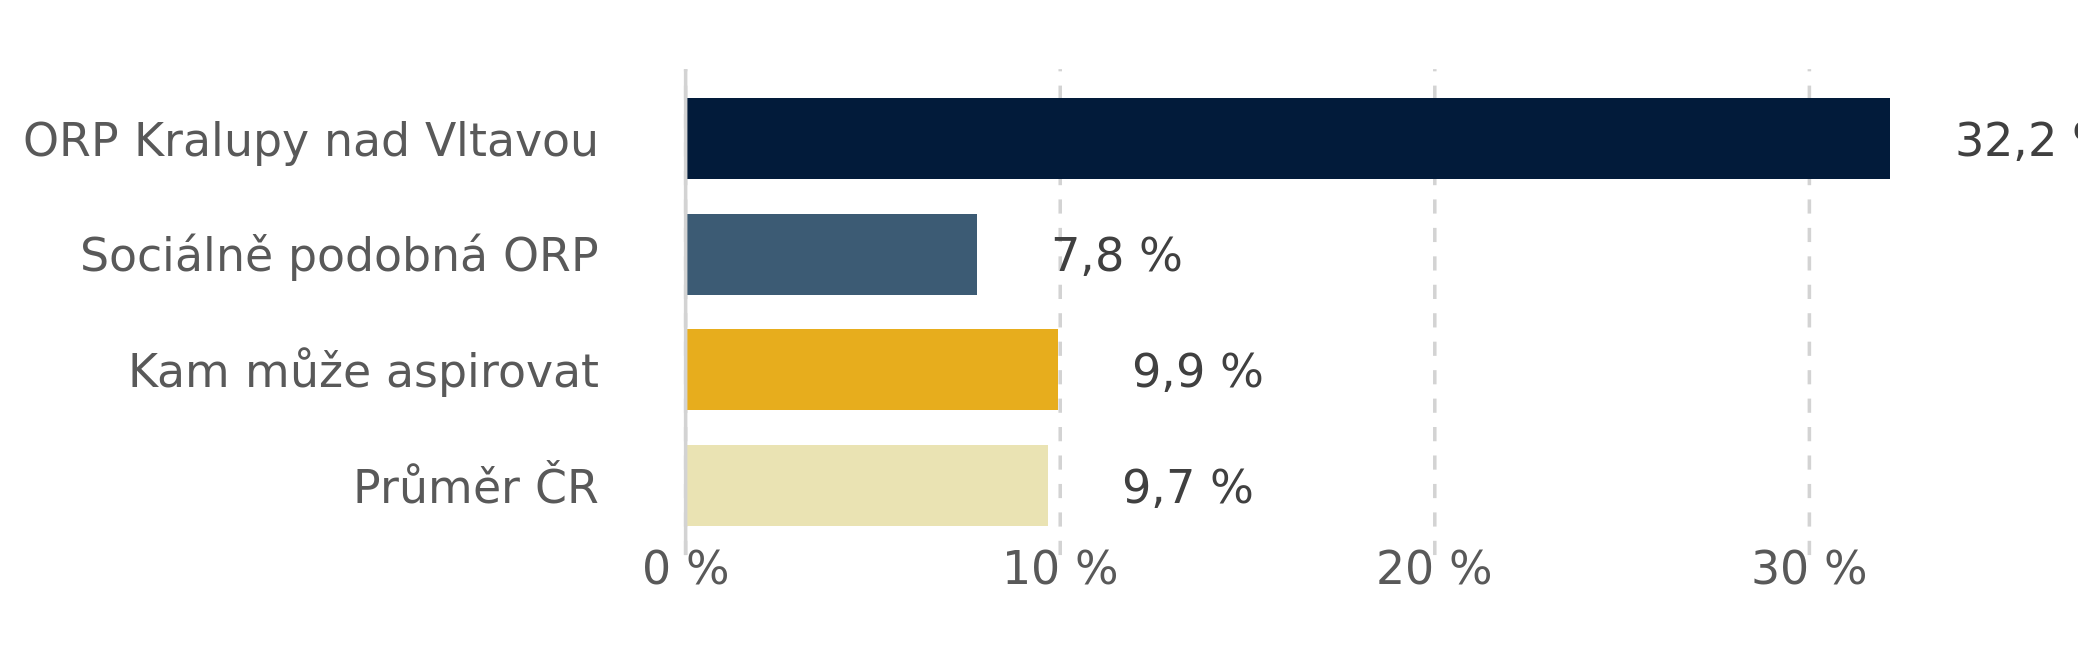 ORP Kralupy nad Vltavou 32,2 %
Sociálně podobná ORP 7,8 %
Kam může aspirovat 9,9 %
Průměr ČR 9,7 %
0 % 10 % 20 % 30 %